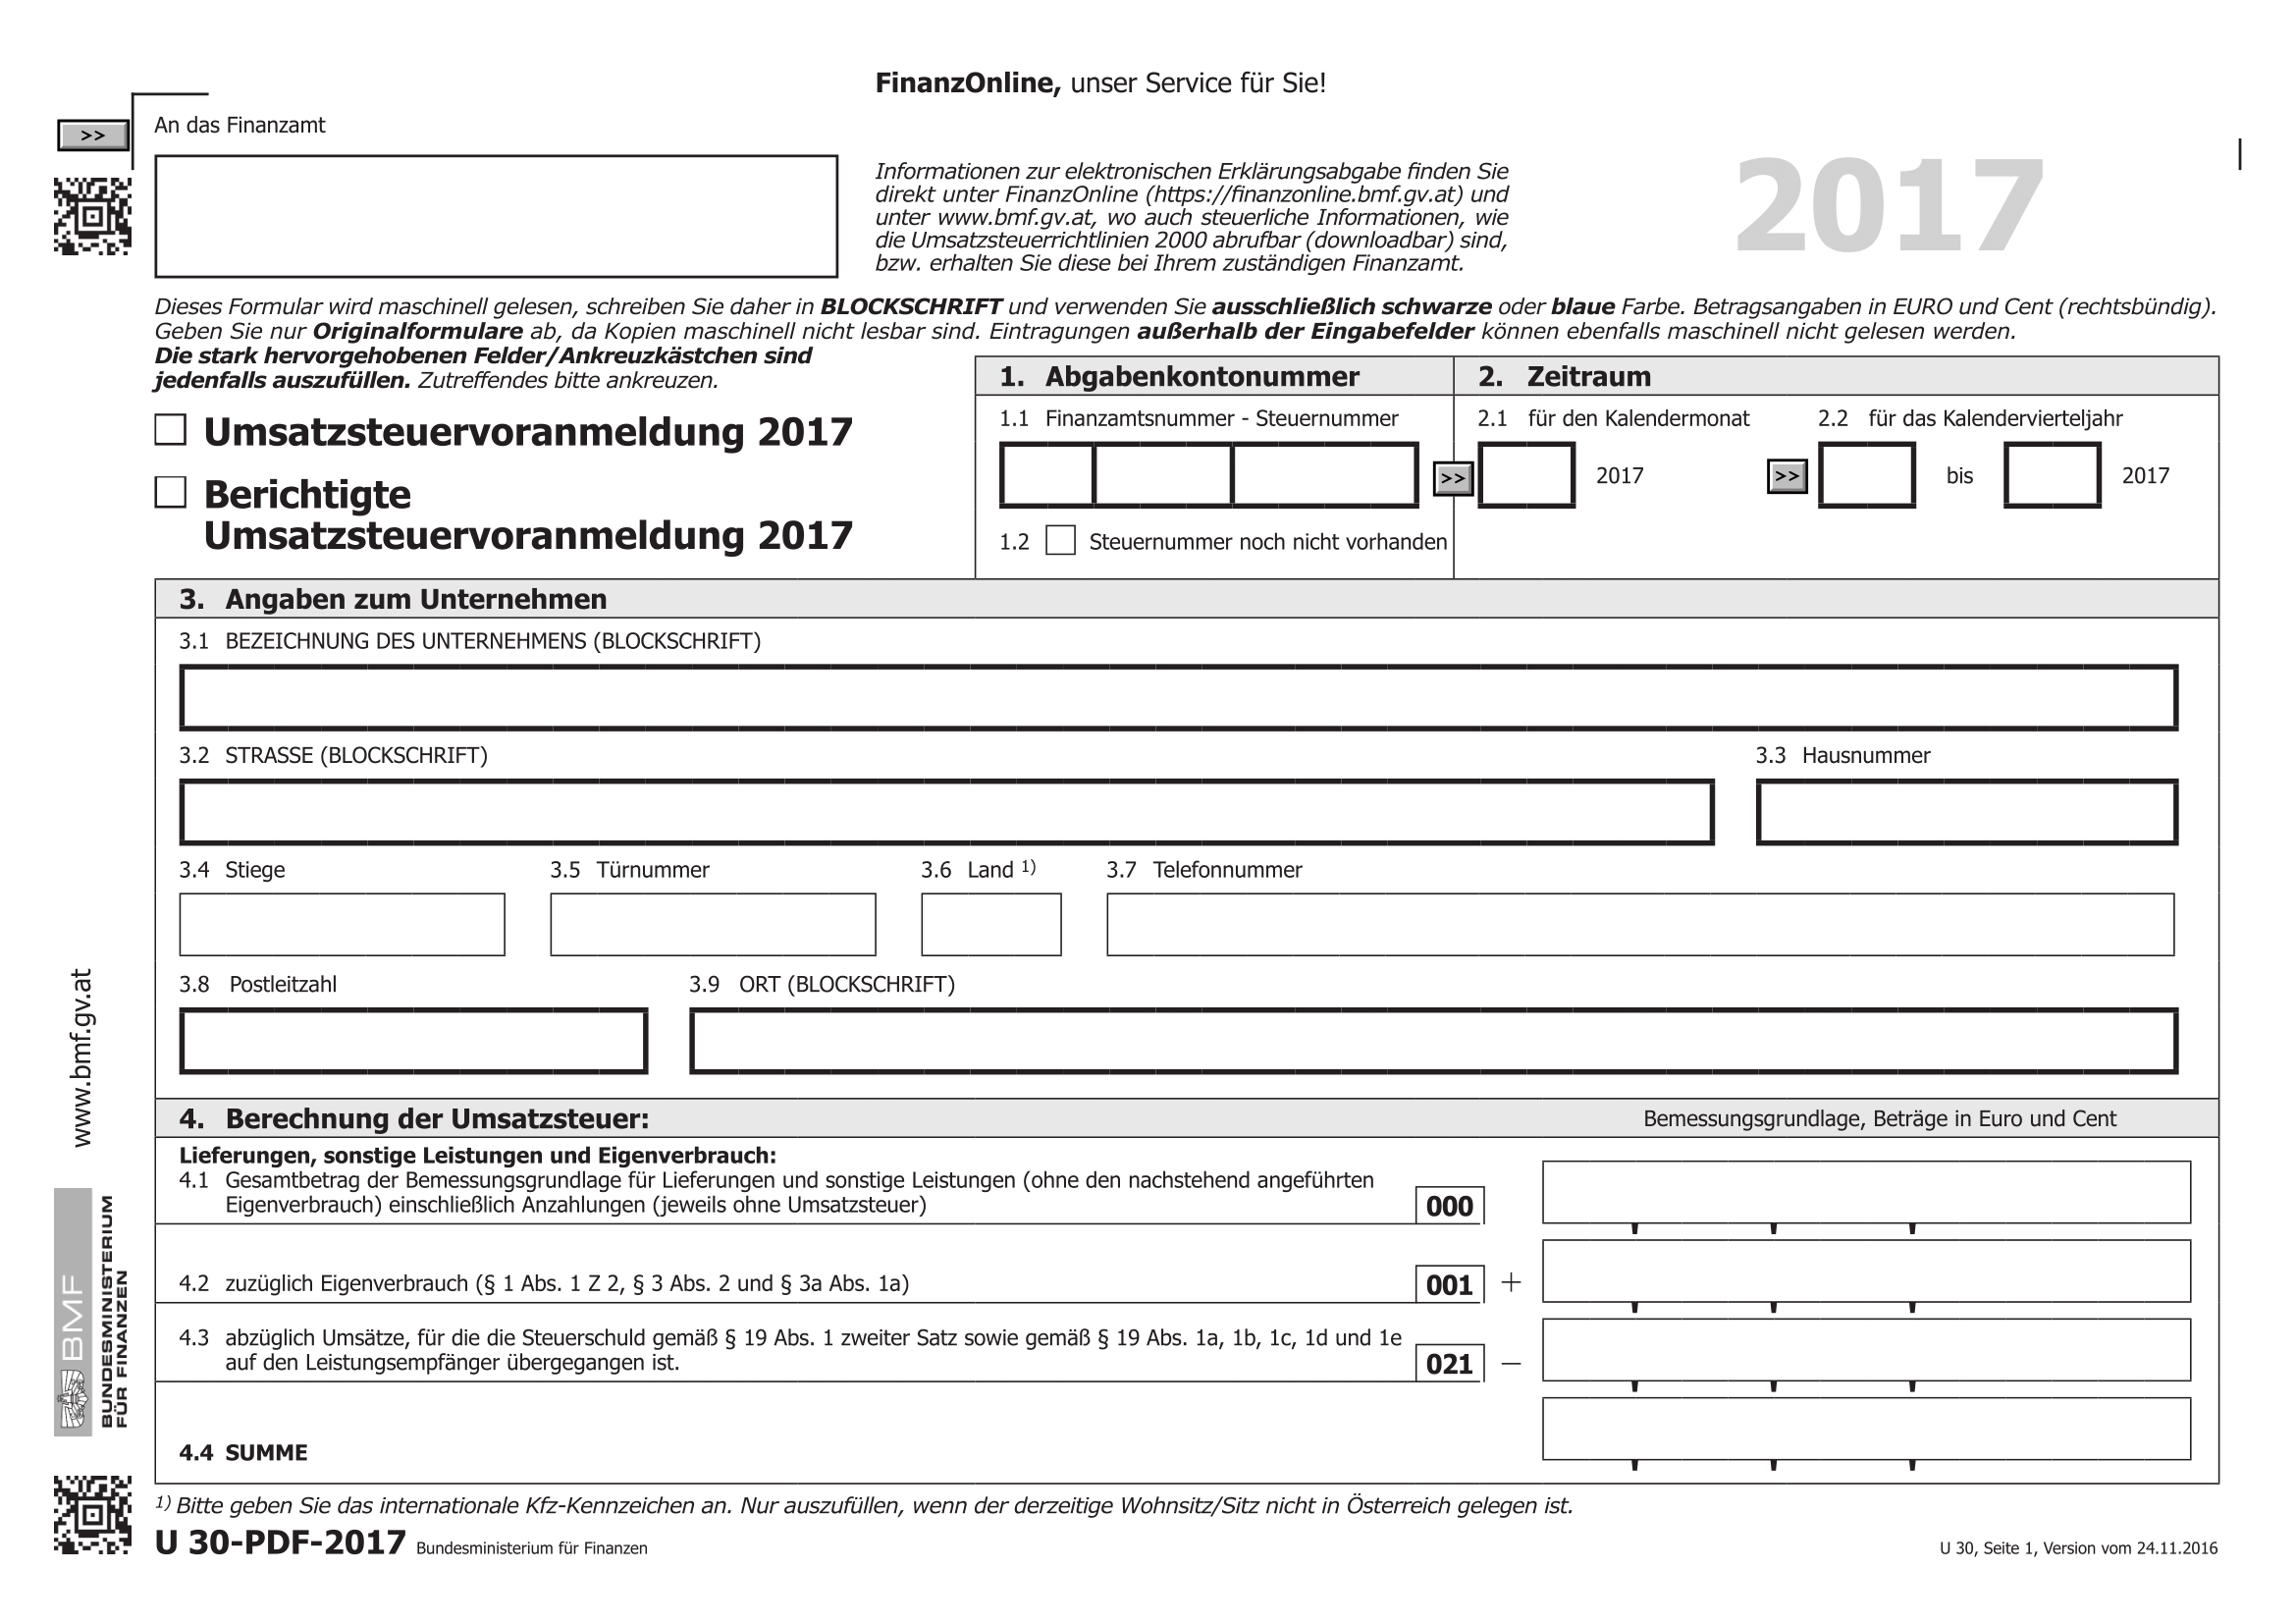 FinanzOnline, unser Service für Sie!
>>
An das Finanzamt
Informationen zur elektronischen Erklärungsabgabe finden Sie
direkt unter FinanzOnline (https://finanzonline.bmf.gv.at) und
unter www.bmf.gv.at, wo auch steuerliche Informationen, wie
die Umsatzsteuerrichtlinien 2000 abrufbar (downloadbar) sind,
bzw. erhalten Sie diese bei Ihrem zuständigen Finanzamt.
2017
Dieses Formular wird maschinell gelesen, schreiben Sie daher in BLOCKSCHRIFT und verwenden Sie ausschließlich schwarze oder blaue Farbe. Betragsangaben in EURO und Cent (rechtsbündig).
Geben Sie nur Originalformulare ab, da Kopien maschinell nicht lesbar sind. Eintragungen außerhalb der Eingabefelder können ebenfalls maschinell nicht gelesen werden.
Die stark hervorgehobenen Felder/Ankreuzkästchen sind
jedenfalls auszufüllen. Zutreffendes bitte ankreuzen.
Umsatzsteuervoranmeldung 2017
Berichtigte
Umsatzsteuervoranmeldung 2017
1. Abgabenkontonummer
1.1 Finanzamtsnummer - Steuernummer
1.2 Steuernummer noch nicht vorhanden
2. Zeitraum
2.1 für den Kalendermonat
>> 2017
2.2 für das Kalendervierteljahr
>> bis 2017
3. Angaben zum Unternehmen
3.1 BEZEICHNUNG DES UNTERNEHMENS (BLOCKSCHRIFT)
3.2 STRASSE (BLOCKSCHRIFT) 3.3 Hausnummer
3.4 Stiege 3.5 Türnummer 3.6 Land 1) 3.7 Telefonnummer
3.8 Postleitzahl 3.9 ORT (BLOCKSCHRIFT)
4. Berechnung der Umsatzsteuer: Bemessungsgrundlage, Beträge in Euro und Cent
Lieferungen, sonstige Leistungen und Eigenverbrauch:
4.1 Gesamtbetrag der Bemessungsgrundlage für Lieferungen und sonstige Leistungen (ohne den nachstehend angeführten
Eigenverbrauch) einschließlich Anzahlungen (jeweils ohne Umsatzsteuer) 000
4.2 zuzüglich Eigenverbrauch (§ 1 Abs. 1 Z 2, § 3 Abs. 2 und § 3a Abs. 1a) 001 +
4.3 abzüglich Umsätze, für die die Steuerschuld gemäß § 19 Abs. 1 zweiter Satz sowie gemäß § 19 Abs. 1a, 1b, 1c, 1d und 1e
auf den Leistungsempfänger übergegangen ist. 021 –
4.4 SUMME
1) Bitte geben Sie das internationale Kfz-Kennzeichen an. Nur auszufüllen, wenn der derzeitige Wohnsitz/Sitz nicht in Österreich gelegen ist.
U 30-PDF-2017 Bundesministerium für Finanzen
U 30, Seite 1, Version vom 24.11.2016
www.bmf.gv.at
BMF
BUNDESMINISTERIUM
FÜR FINANZEN